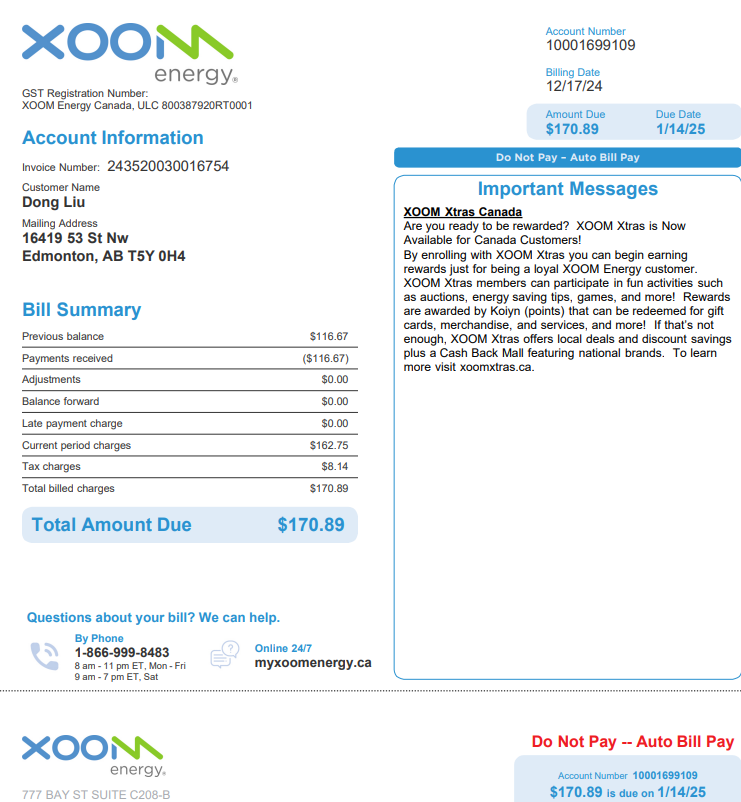 XOOM
energy®
GST Registration Number:
XOOM Energy Canada, ULC 800387920RT0001
Account Number
10001699109
Billing Date
12/17/24
Amount Due Due Date
$170.89 1/14/25
Do Not Pay – Auto Bill Pay
Account Information
Invoice Number: 243520030016754
Customer Name
Dong Liu
Mailing Address
16419 53 St Nw
Edmonton, AB T5Y 0H4
Bill Summary
Previous balance $116.67
Payments received ($116.67)
Adjustments $0.00
Balance forward $0.00
Late payment charge $0.00
Current period charges $162.75
Tax charges $8.14
Total billed charges $170.89
Total Amount Due $170.89
Important Messages
XOOM Xtras Canada
Are you ready to be rewarded? XOOM Xtras is Now
Available for Canada Customers!
By enrolling with XOOM Xtras you can begin earning
rewards just for being a loyal XOOM Energy customer.
XOOM Xtras members can participate in fun activities such
as auctions, energy saving tips, games, and more! Rewards
are awarded by Koiyn (points) that can be redeemed for gift
cards, merchandise, and services, and more! If that's not
enough, XOOM Xtras offers local deals and discount savings
plus a Cash Back Mall featuring national brands. To learn
more visit xoomxtras.ca.
Questions about your bill? We can help.
By Phone
1-866-999-8483
8 am - 11 pm ET, Mon - Fri
9 am - 7 pm ET, Sat
?
Online 24/7
myxoomenergy.ca
XOOM
energy®
777 BAY ST SUITE C208-B
Do Not Pay -- Auto Bill Pay
Account Number 10001699109
$170.89 is due on 1/14/25